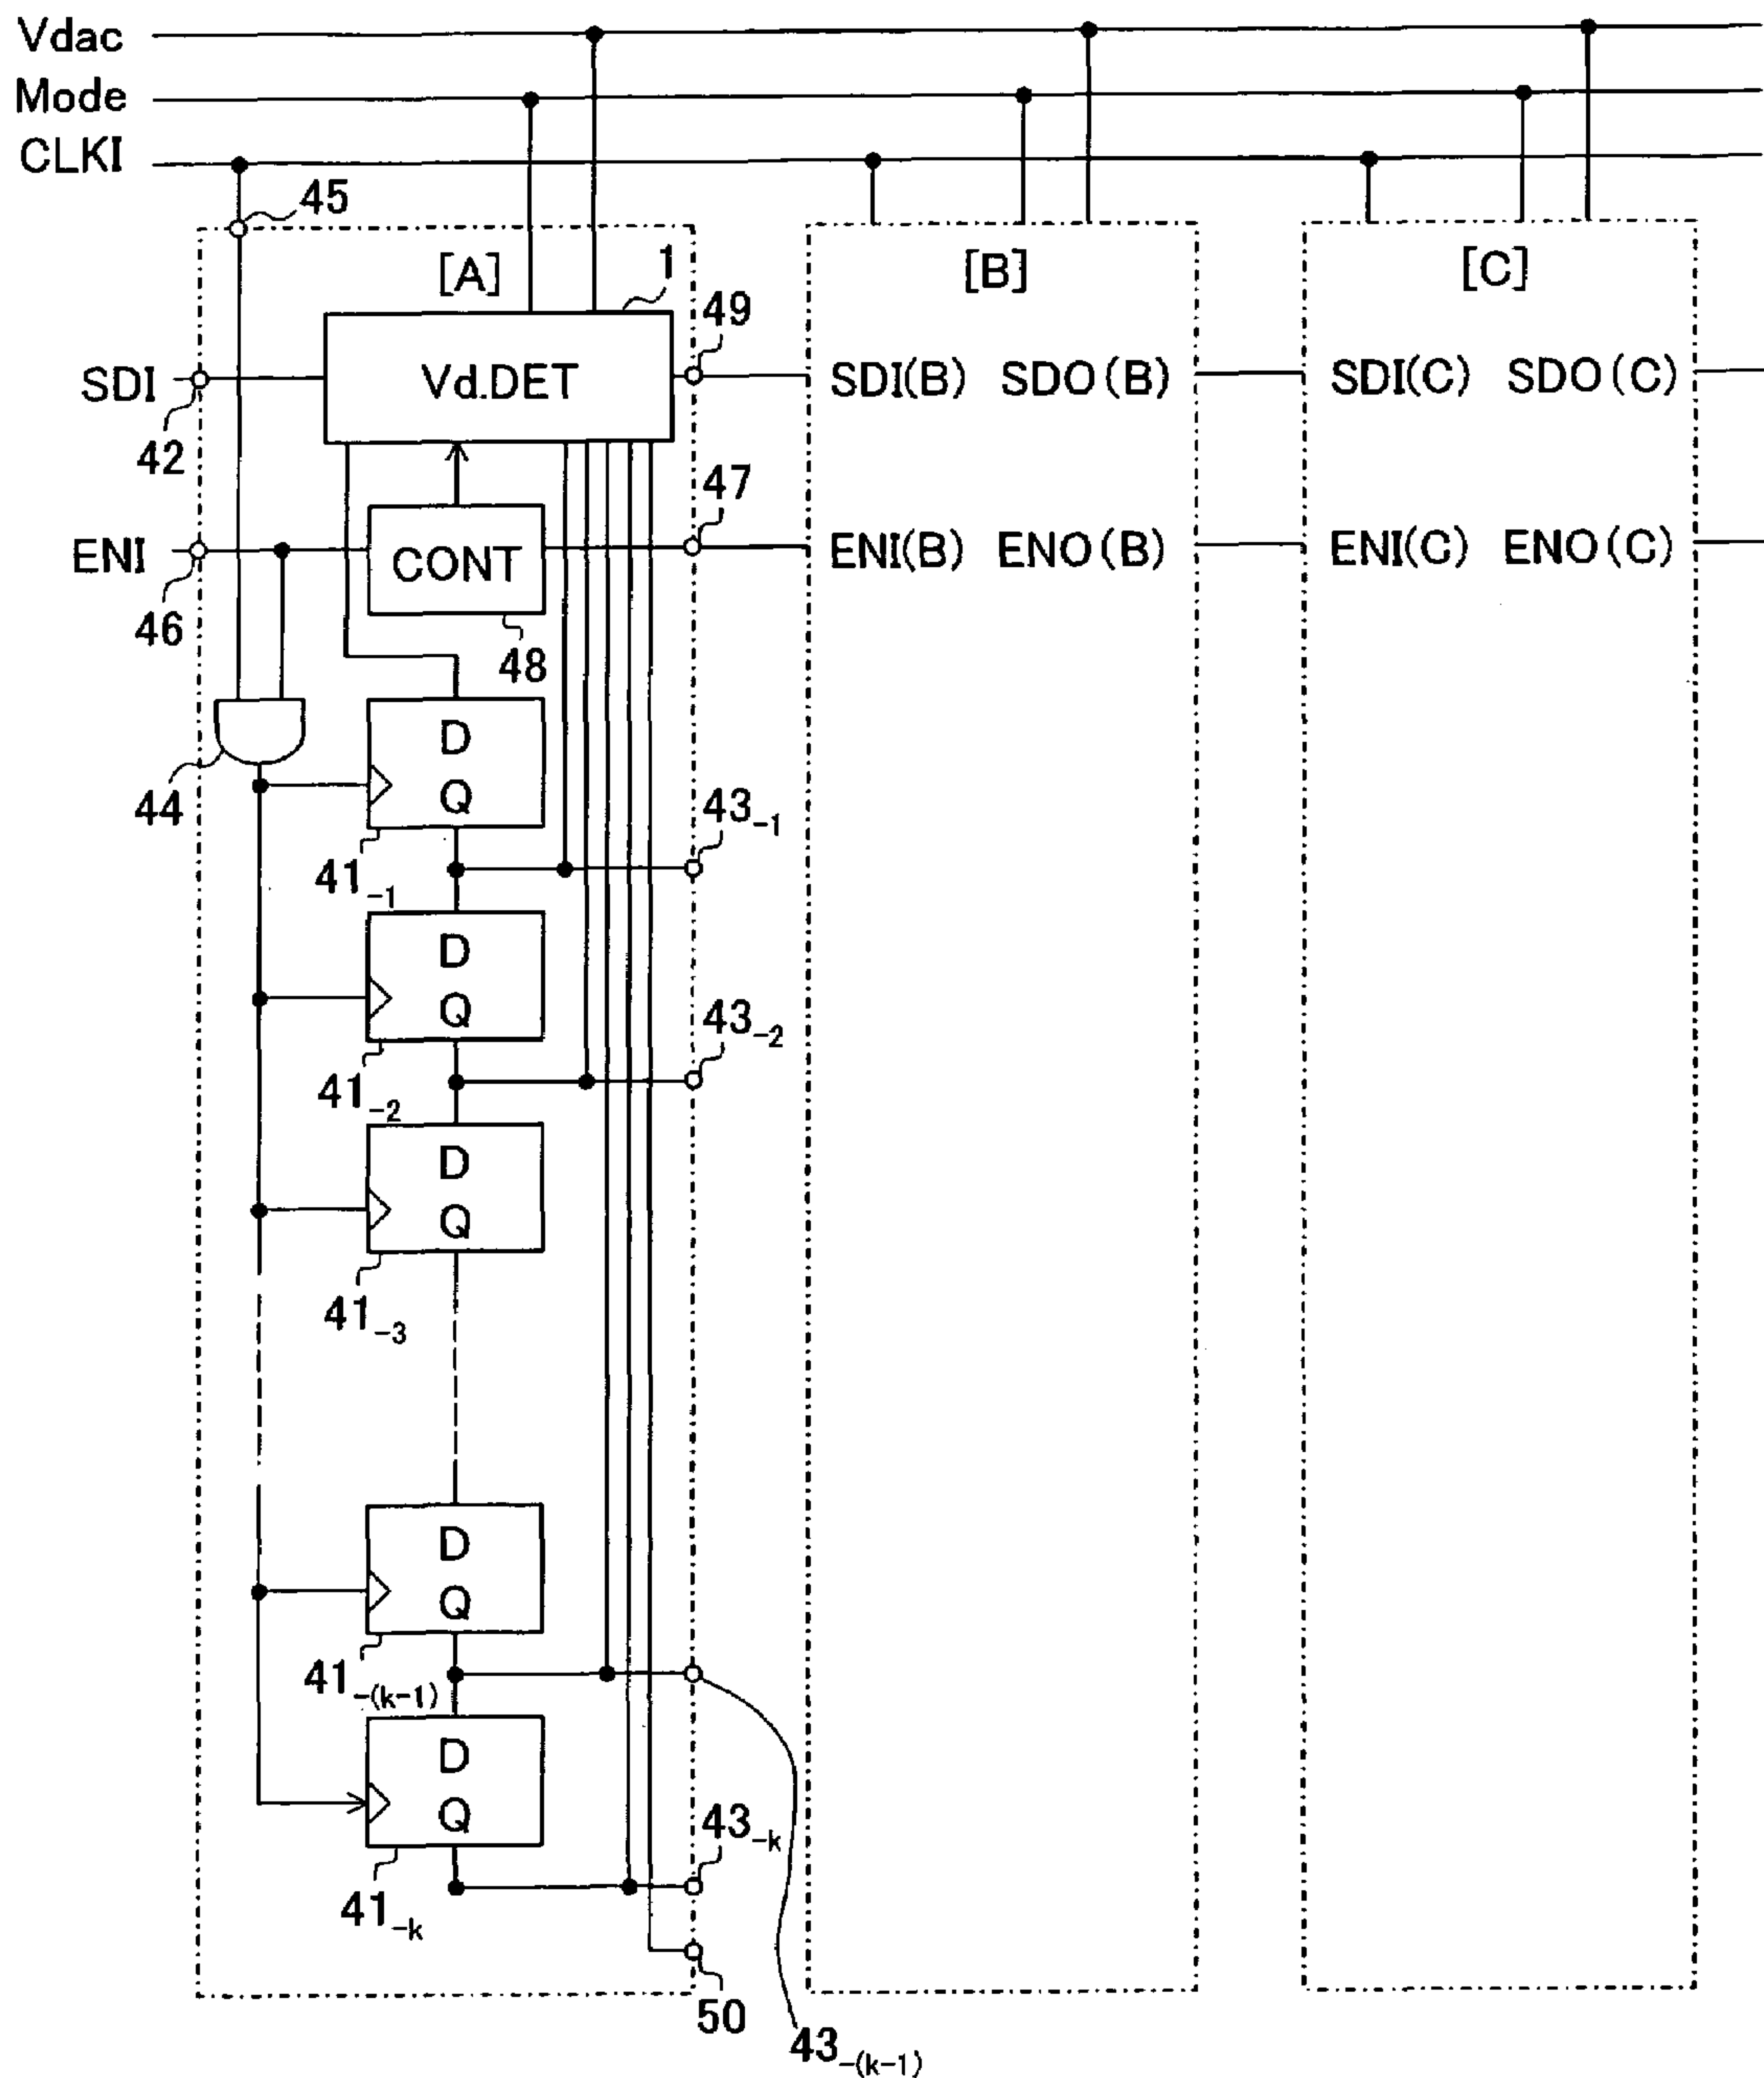 Vdac
Mode
CLKI
45
[A]
1
49
[B]
[C]
SDI
Vd.DET
SDI(B) SDO(B)
SDI(C) SDO(C)
42
47
ENI
CONT
ENI(B) ENO(B)
ENI(C) ENO(C)
46
48
D
Q
44
43-1
41-1
D
Q
43-2
41-2
D
Q
41-3
D
Q
41-(k-1)
D
Q
43-k
41-k
50
43-(k-1)